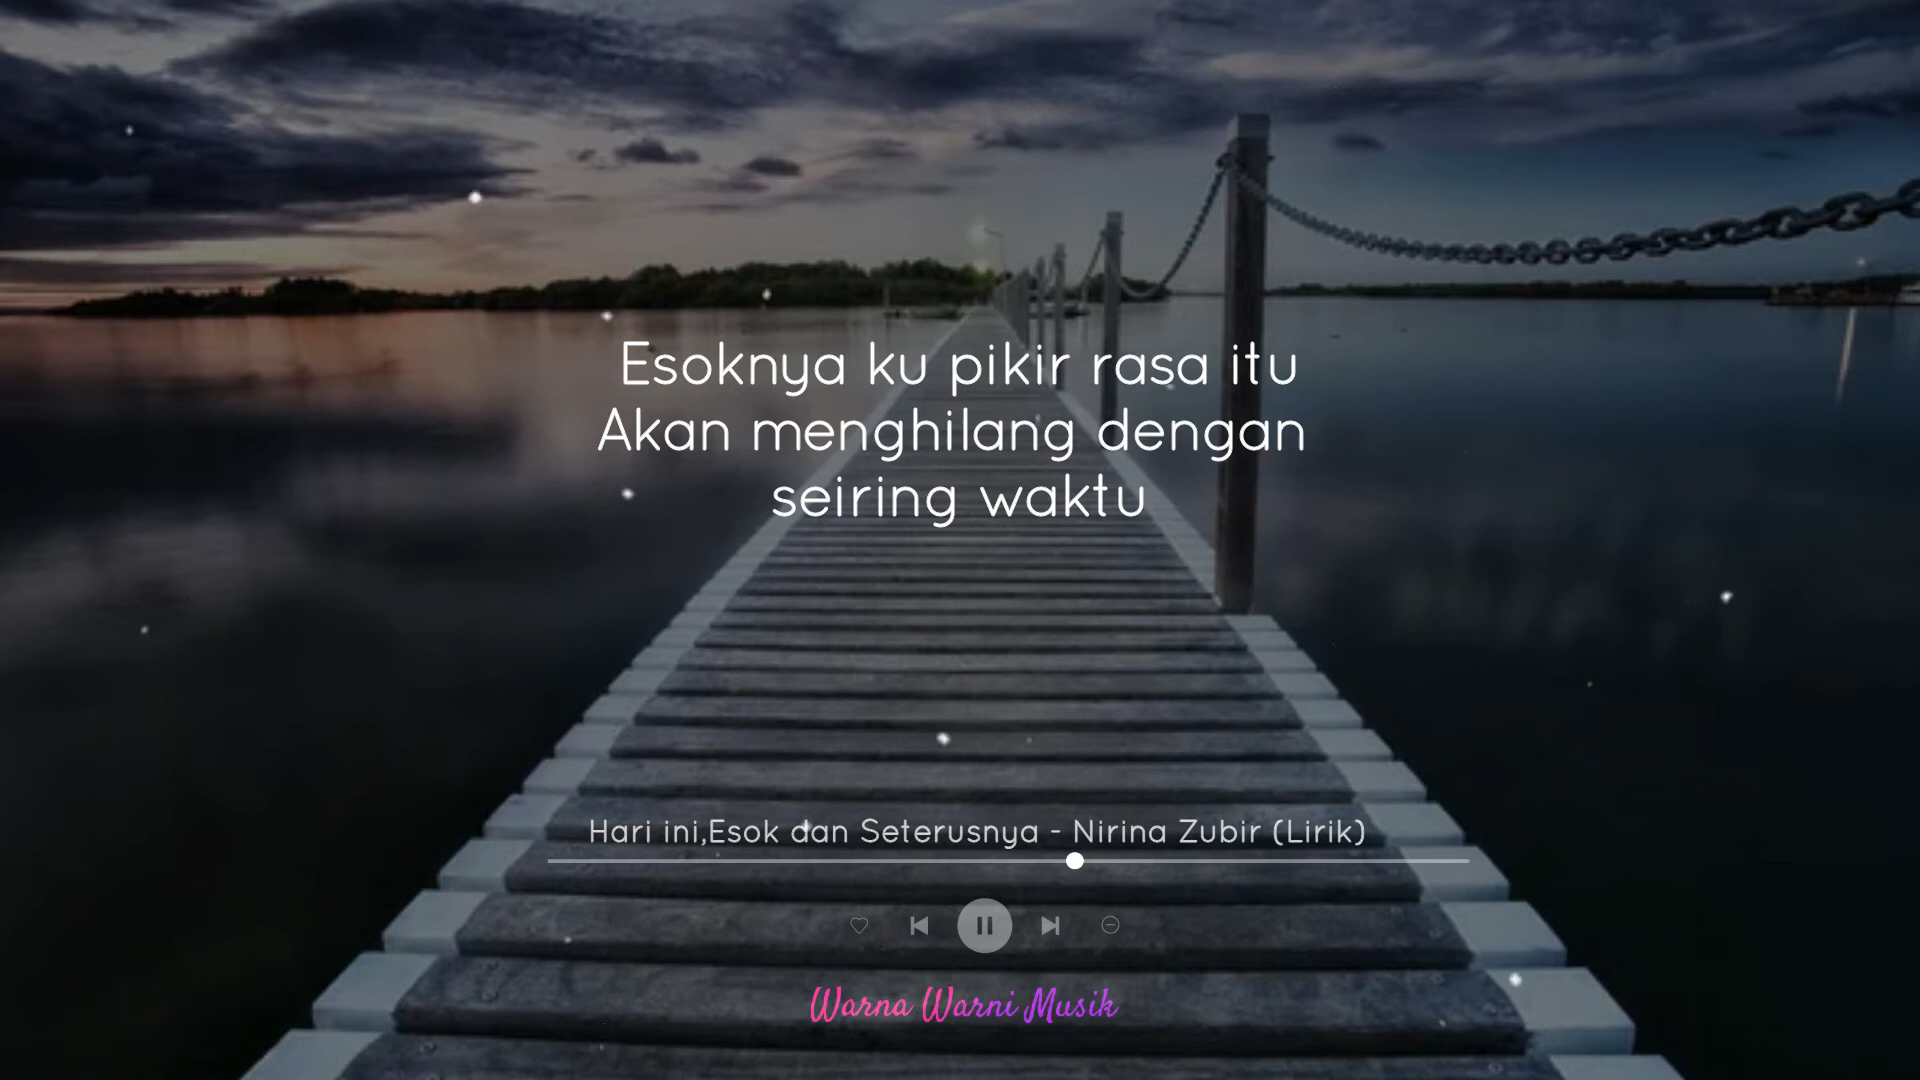 Esoknya ku pikir rasa itu
Akan menghilang dengan
seiring waktu
Hari ini,Esok dan Seterusnya - Nirina Zubir (Lirik)
Warna Warni Musik